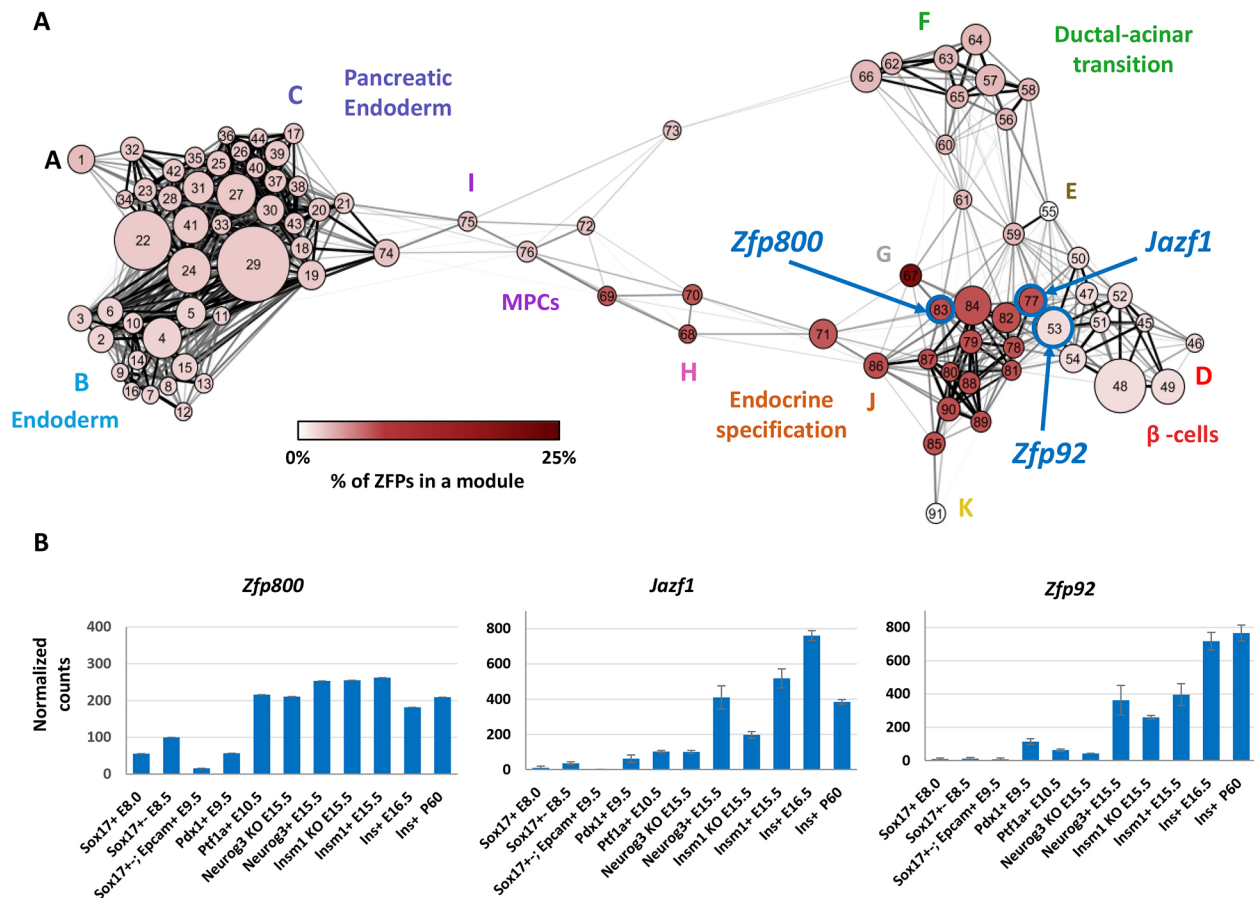 A
F
Ductal-acinar
transition
64
62
63
66
57
58
65
56
60
C
Pancreatic
Endoderm
73
36
44
17
A
1
32
26
39
35
25
42
40
37
38
31
27
23
34
28
30
20
21
43
41
33
18
22
24
29
19
74
I
75
76
72
MPCs
61
E
55
59
Zfp800
Jazf1
G
67
50
69
70
68
H
83
84
77
82
47
52
53
51
45
46
71
79
78
54
86
87
80
81
88
48
49
D
90
89
85
J
β -cells
Endocrine
specification
Zfp92
91
K
3
6
5
11
2
10
4
14
9
15
16
7
8
13
12
B
Endoderm
0%
25%
% of ZFPs in a module
B
Zfp800
Normalized
counts
400
300
200
100
0
Sox17+ E8.0
Sox17+- E8.5
Sox17+-; Epcam+ E9.5
Pdx1+ E9.5
Ptf1a+ E10.5
Neurog3 KO E15.5
Neurog3+ E15.5
Insm1 KO E15.5
Insm1+ E15.5
Ins+ E16.5
Ins+ P60
Jazf1
800
600
400
200
0
Sox17+ E8.0
Sox17+- E8.5
Sox17+-; Epcam+ E9.5
Pdx1+ E9.5
Ptf1a+ E10.5
Neurog3 KO E15.5
Neurog3+ E15.5
Insm1 KO E15.5
Insm1+ E15.5
Ins+ E16.5
Ins+ P60
Zfp92
800
600
400
200
0
Sox17+ E8.0
Sox17+- E8.5
Sox17+-; Epcam+ E9.5
Pdx1+ E9.5
Ptf1a+ E10.5
Neurog3 KO E15.5
Neurog3+ E15.5
Insm1 KO E15.5
Insm1+ E15.5
Ins+ E16.5
Ins+ P60